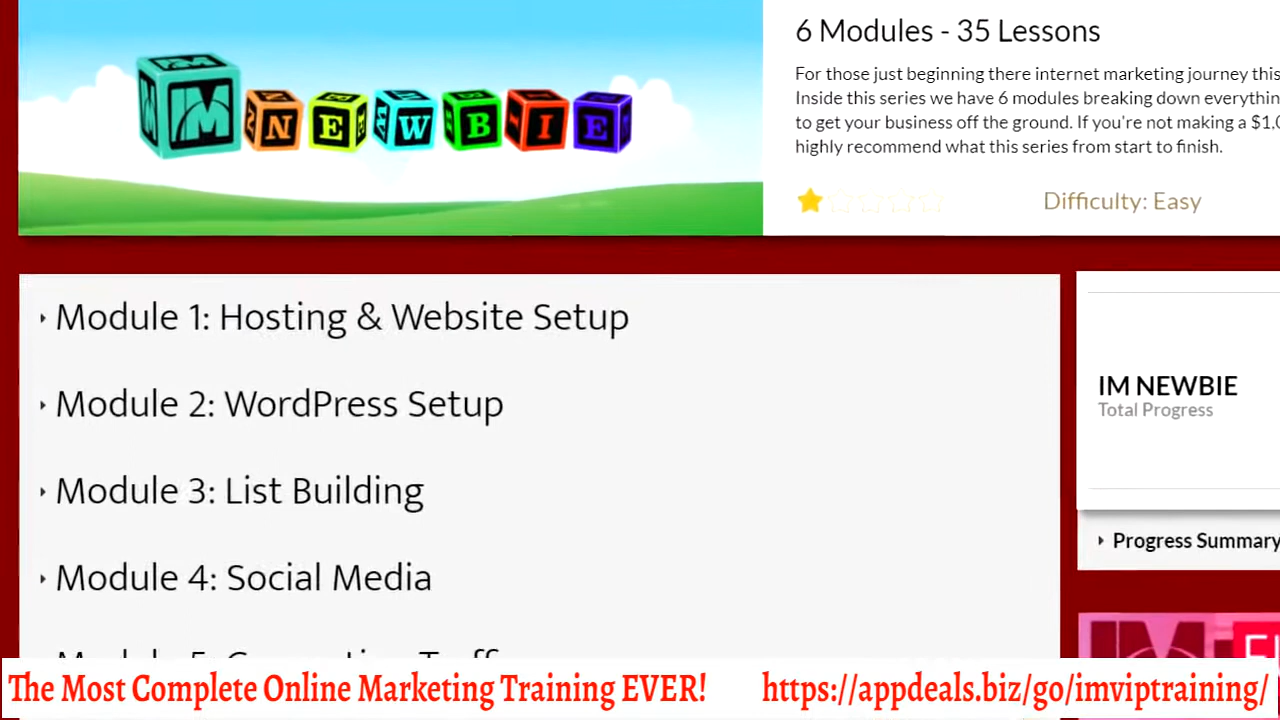 IM NEWBIE
6 Modules - 35 Lessons
For those just beginning there internet marketing journey this
Inside this series we have 6 modules breaking down everythin
to get your business off the ground. If you're not making a $1,0
highly recommend what this series from start to finish.
Difficulty: Easy
Module 1: Hosting & Website Setup
Module 2: WordPress Setup
Module 3: List Building
Module 4: Social Media
IM NEWBIE
Total Progress
Progress Summary
The Most Complete Online Marketing Training EVER! https://appdeals.biz/go/imviptraining/